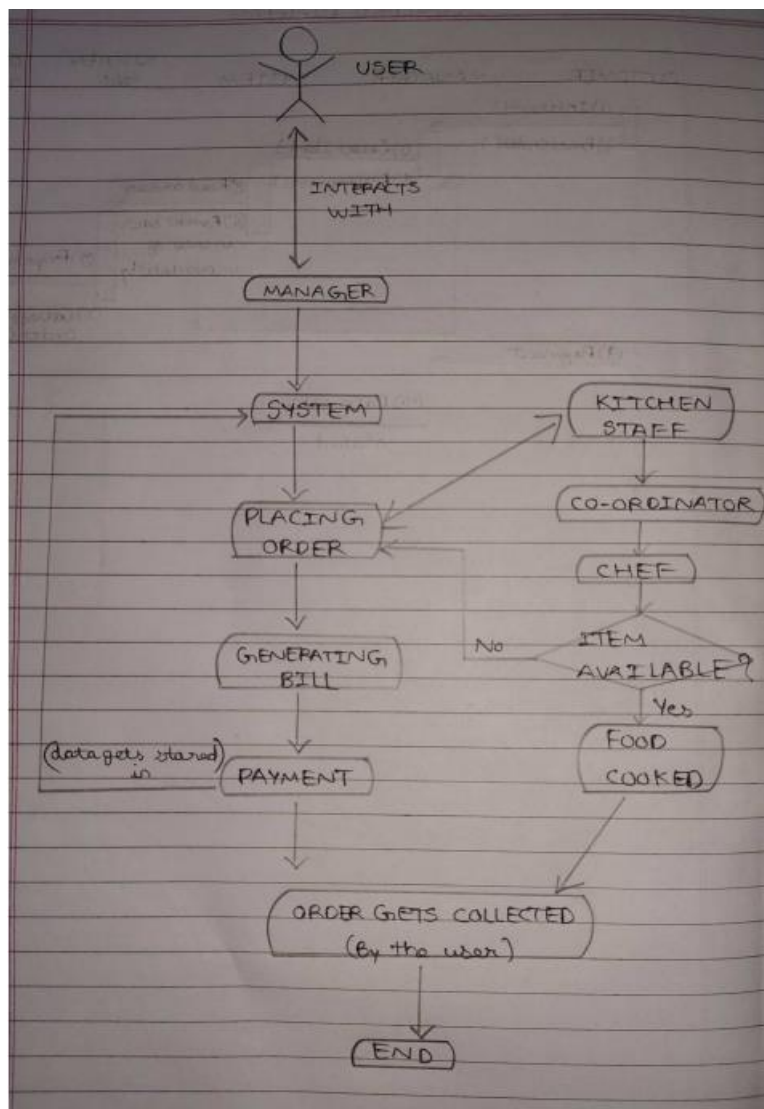 USER
INTERACTS
WITH
MANAGER
SYSTEM
KITCHEN
STAFF
PLACING
ORDER
CO-ORDINATOR
CHEF
No
ITEM
AVAILABLE?
GENERATING
BILL
Yes
(data gets stored)
in
PAYMENT
FOOD
COOKED
ORDER GETS COLLECTED
(By the user)
END